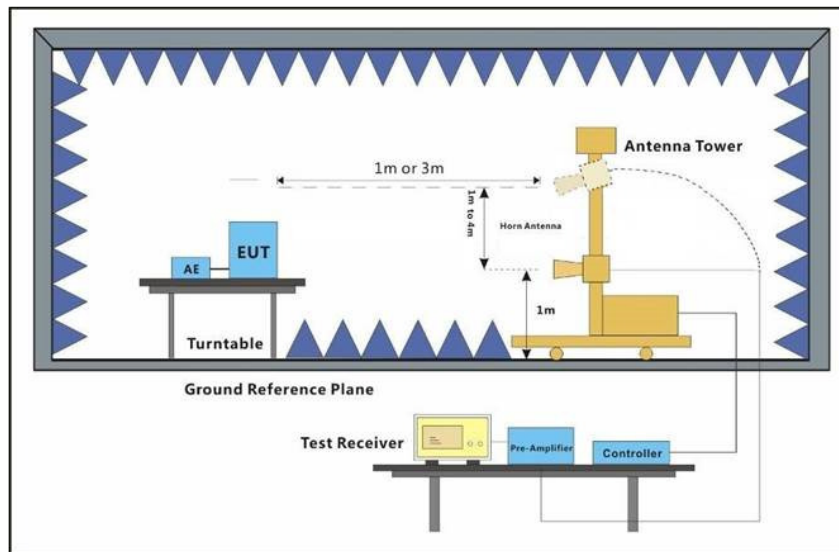 Antenna Tower
1m or 3m
1m to 4m
Horn Antenna
EUT
AE
1m
Turntable
Ground Reference Plane
Test Receiver
Pre-Amplifier
Controller